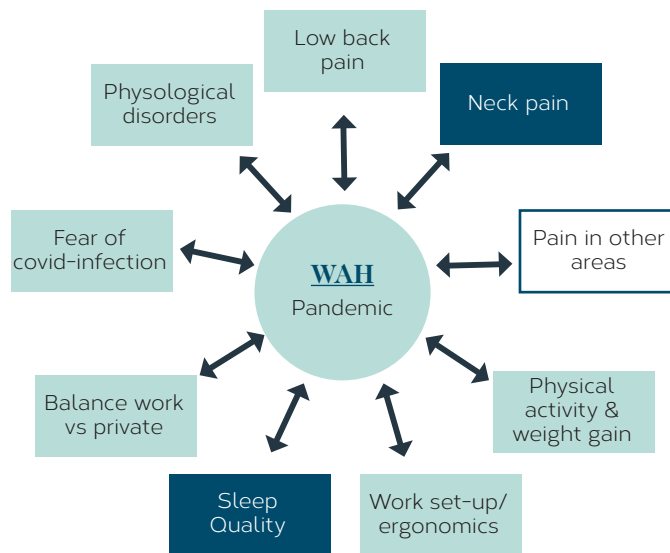 Low back
pain
Neck pain
Pain in other
areas
Physical
activity &
weight gain
Work set-up/
ergonomics
Sleep
Quality
Balance work
vs private
Fear of
covid-infection
Physological
disorders
WAH
Pandemic